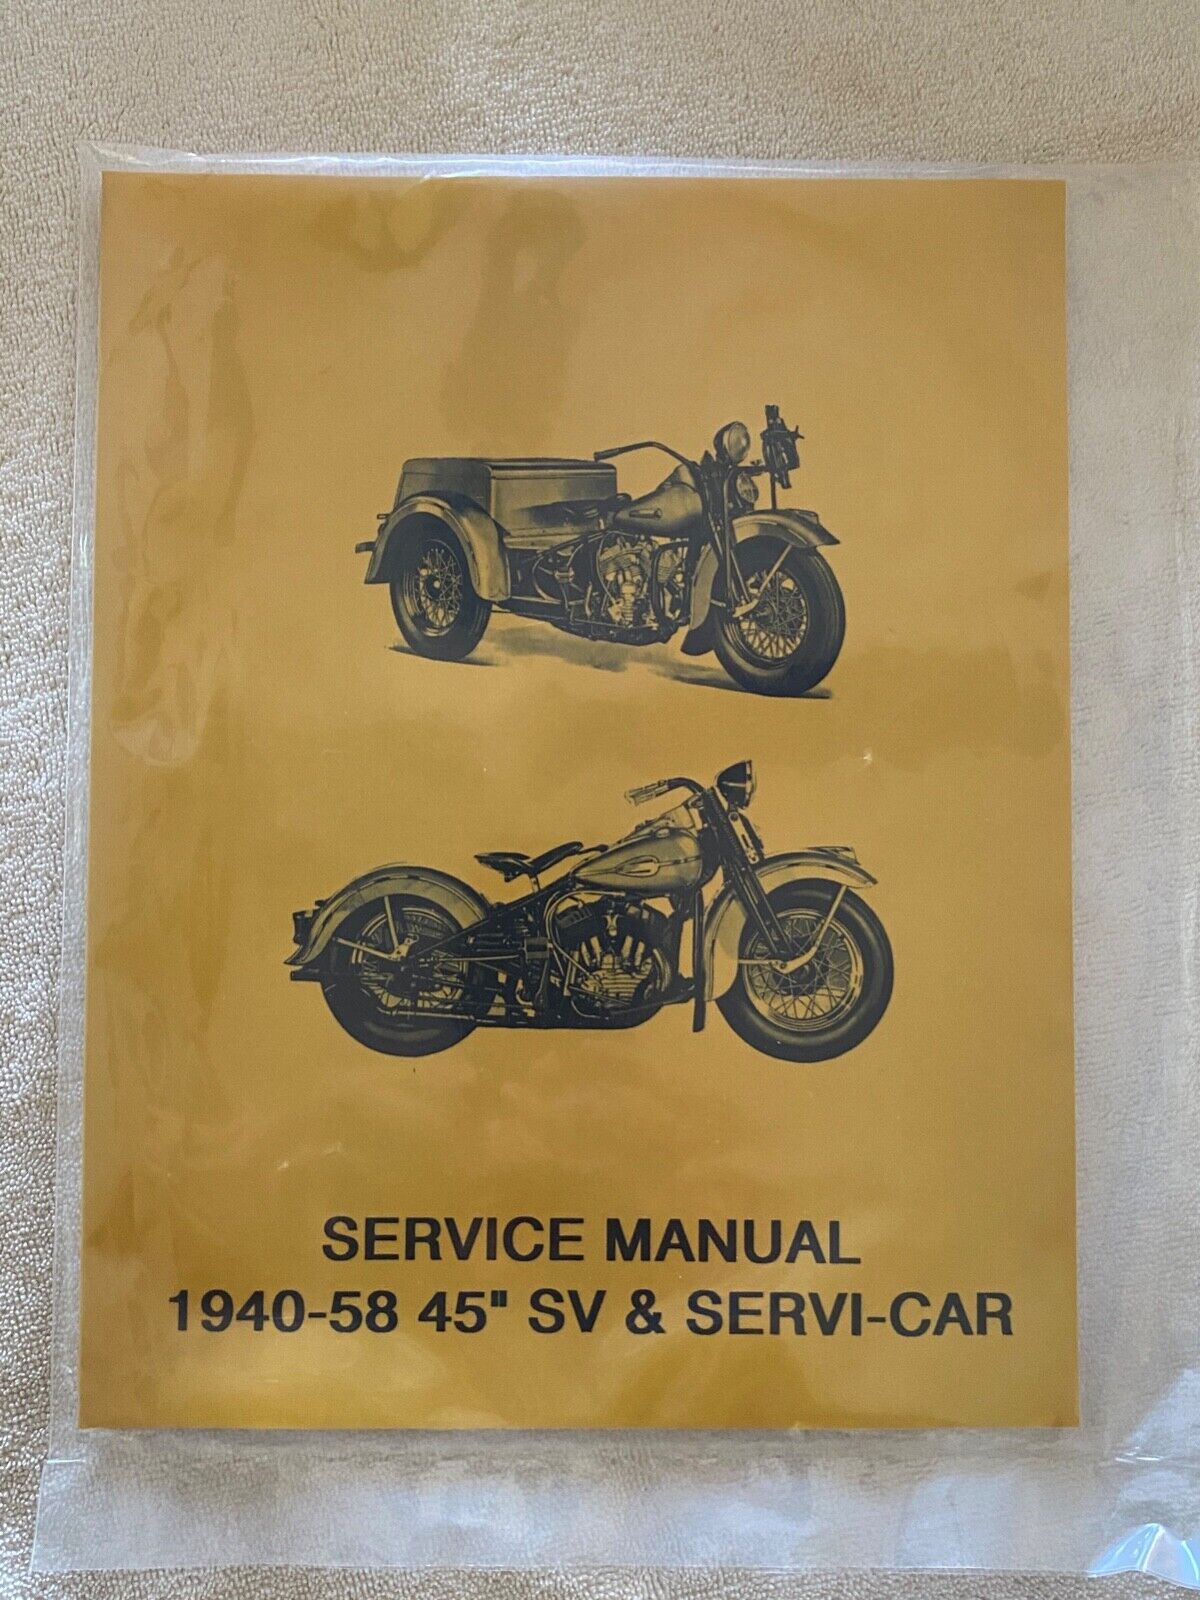 SERVICE MANUAL
1940-58 45" SV & SERVI-CAR